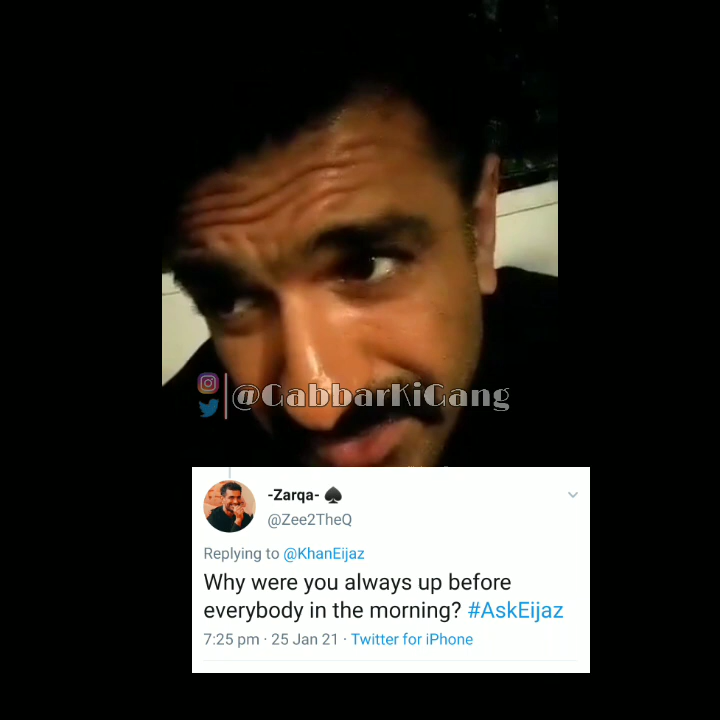 @GabbarKiGang
-Zarqa- ♠
@Zee2TheQ
Replying to @KhanEijaz
Why were you always up before
everybody in the morning? #AskEijaz
7:25 pm · 25 Jan 21 · Twitter for iPhone